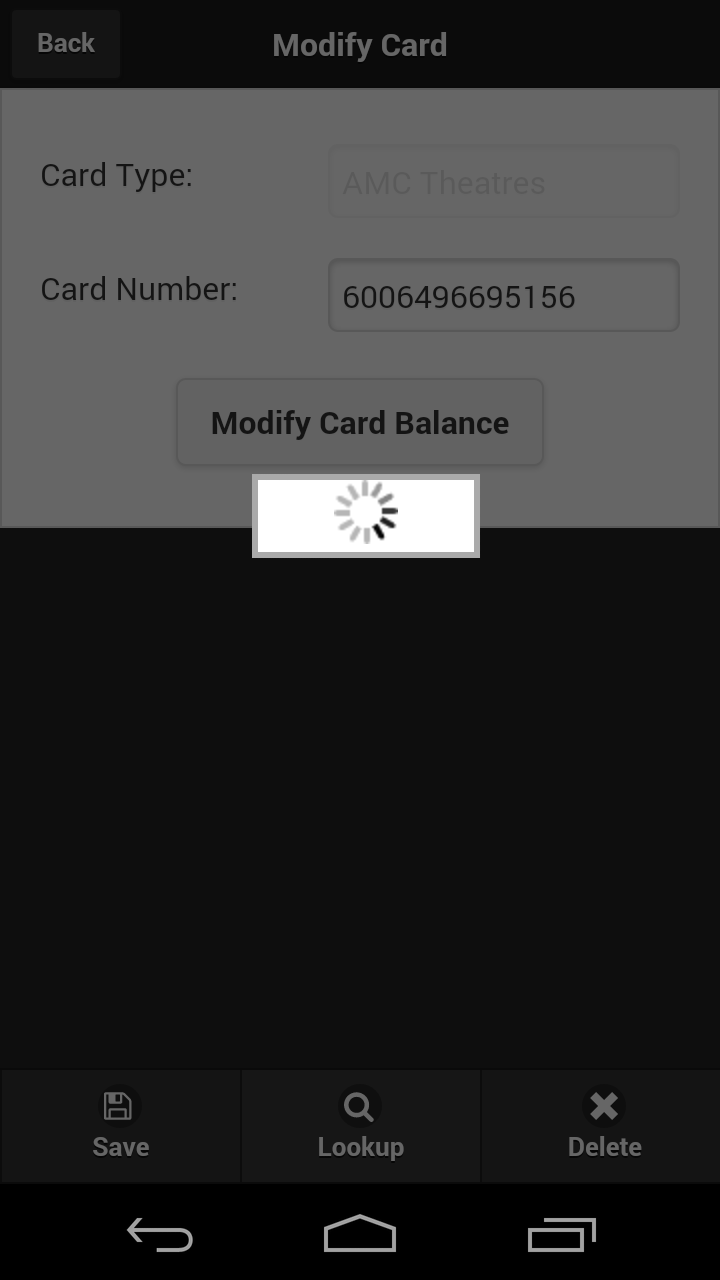 Back
Modify Card
Card Type:
AMC Theatres
Card Number:
6006496695156
Modify Card Balance
Save
Lookup
Delete